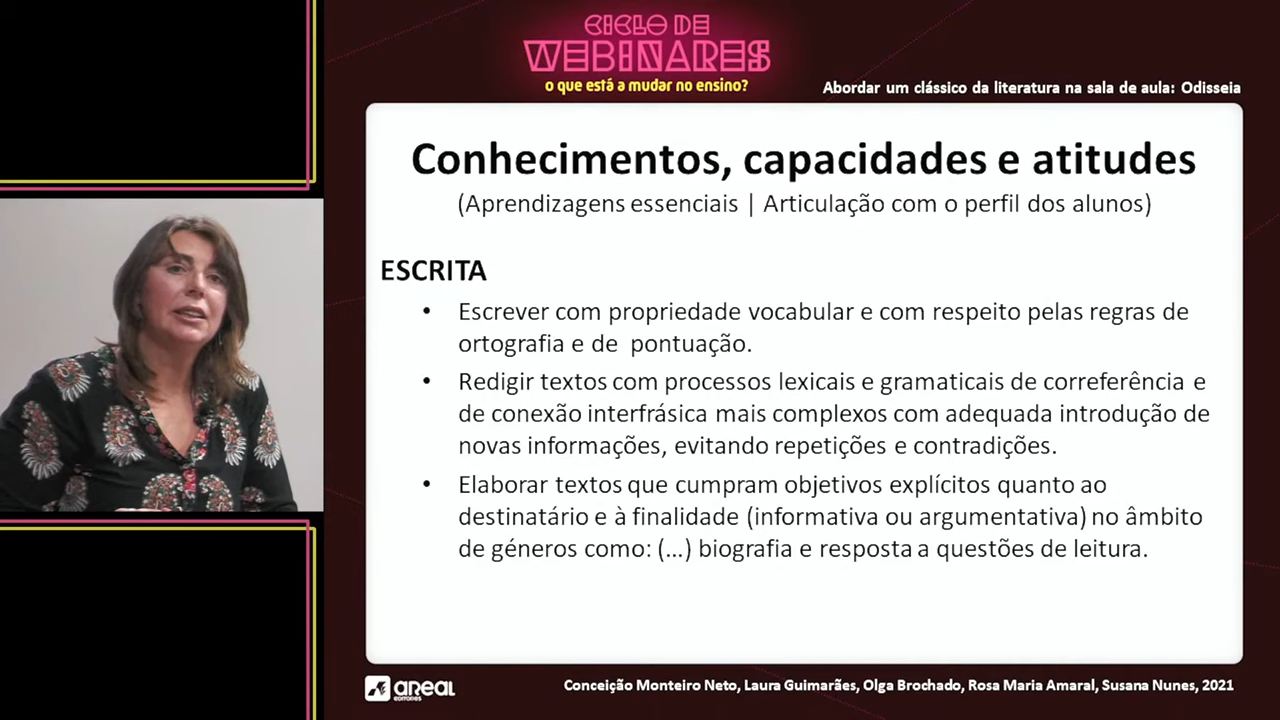 CICLO DE
WEBINARES
o que está a mudar no ensino?
Abordar um clássico da literatura na sala de aula: Odisseia
Conhecimentos, capacidades e atitudes
(Aprendizagens essenciais | Articulação com o perfil dos alunos)
ESCRITA
• Escrever com propriedade vocabular e com respeito pelas regras de
ortografia e de pontuação.
• Redigir textos com processos lexicais e gramaticais de correferência e
de conexão interfrásica mais complexos com adequada introdução de
novas informações, evitando repetições e contradições.
• Elaborar textos que cumpram objetivos explícitos quanto ao
destinatário e à finalidade (informativa ou argumentativa) no âmbito
de géneros como: (...) biografia e resposta a questões de leitura.
areal
editores
Conceição Monteiro Neto, Laura Guimarães, Olga Brochado, Rosa Maria Amaral, Susana Nunes, 2021